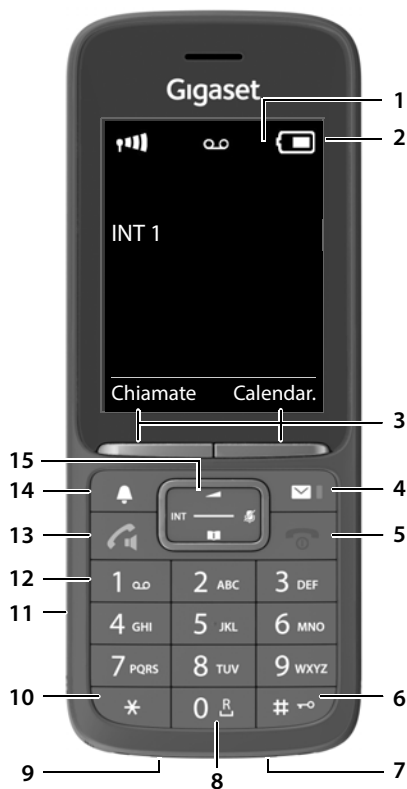 Gigaset
1
2
INT 1
Chiamate Calendar.
3
15
14
4
INT
13
5
12
1
2 ABC
3 DEF
11
4 GHI
5 JKL
6 MNO
7 PQRS
8 TUV
9 WXYZ
10
*
0 R
#
6
9
8
7